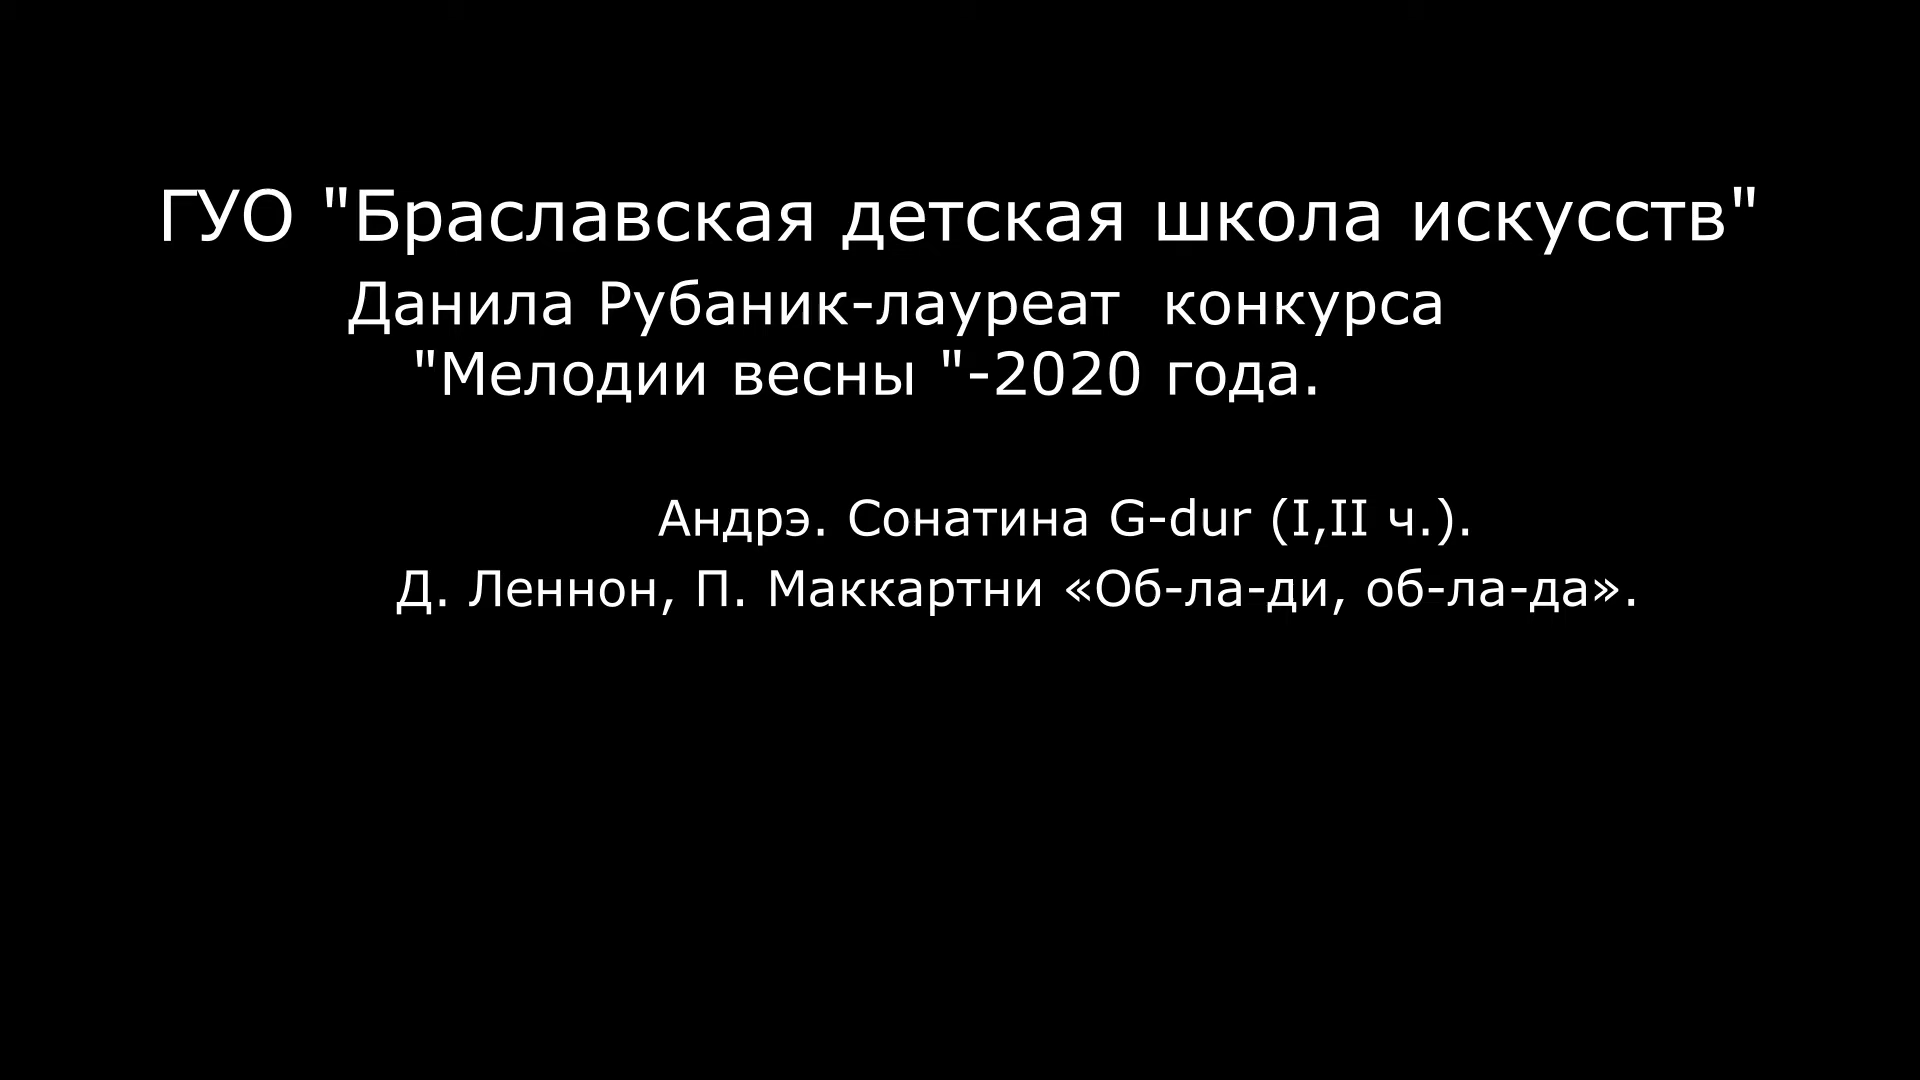 ГУО "Браславская детская школа искусств"
Данила Рубаник-лауреат  конкурса
"Мелодии весны "-2020 года.
Андрэ. Сонатина G-dur (I,II ч.).
Д. Леннон, П. Маккартни «Об-ла-ди, об-ла-да».